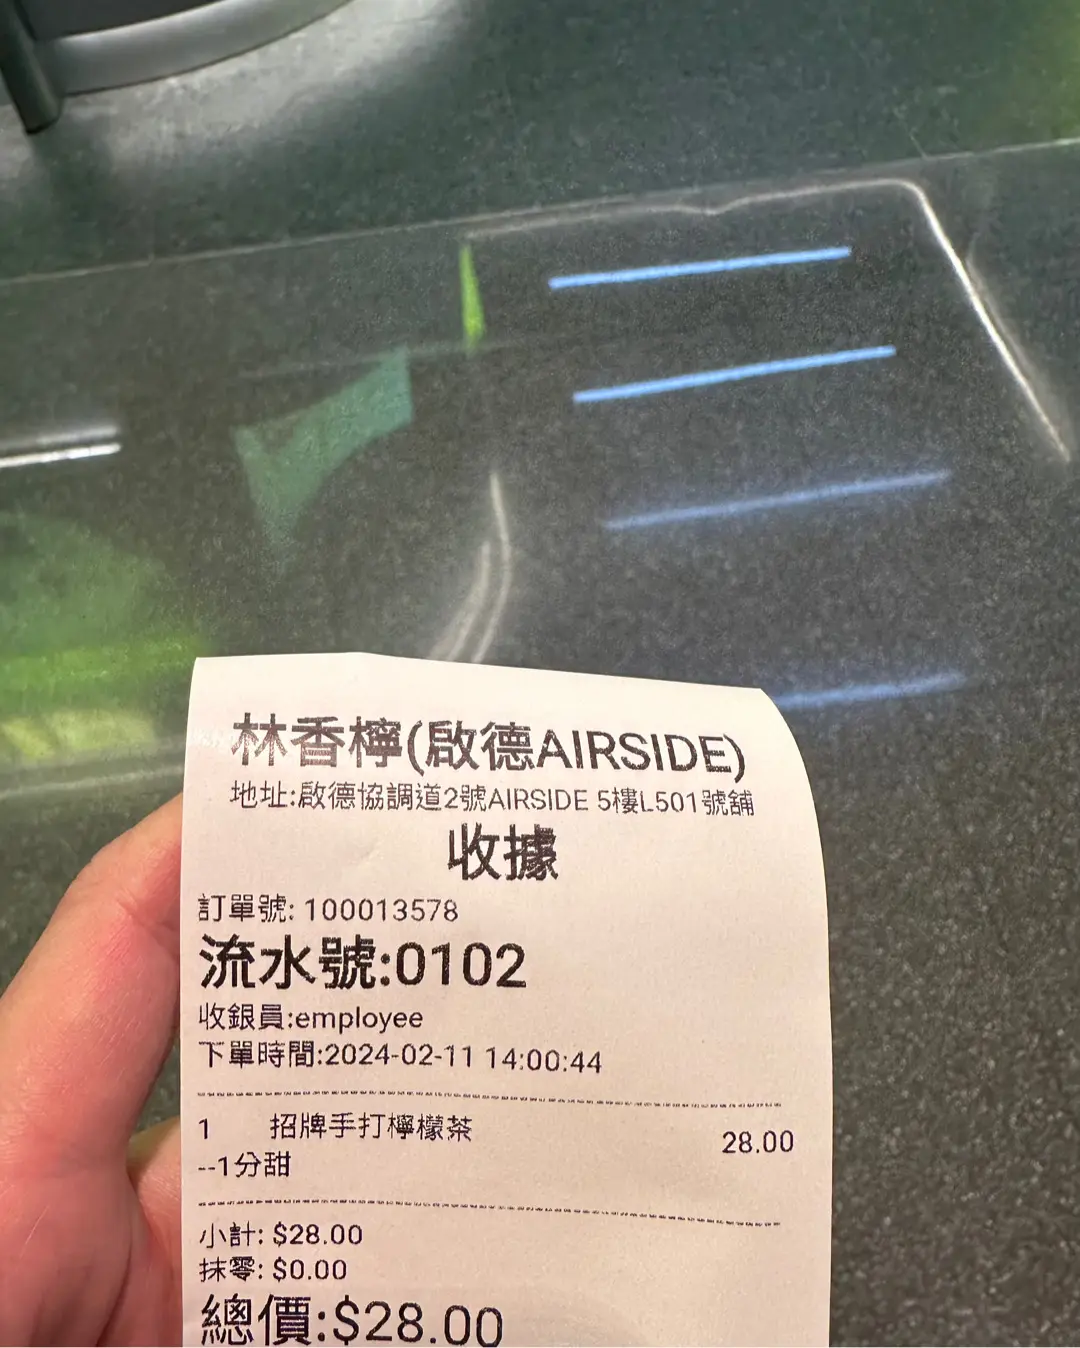 林香檸(啟德AIRSIDE)
地址:啟德協調道2號AIRSIDE 5樓L501號舖
收據
訂單號: 100013578
流水號:0102
收銀員:employee
下單時間:2024-02-11 14:00:44
1 招牌手打檸檬茶 28.00
--1分甜
小計: $28.00
抹零: $0.00
總價:$28.00